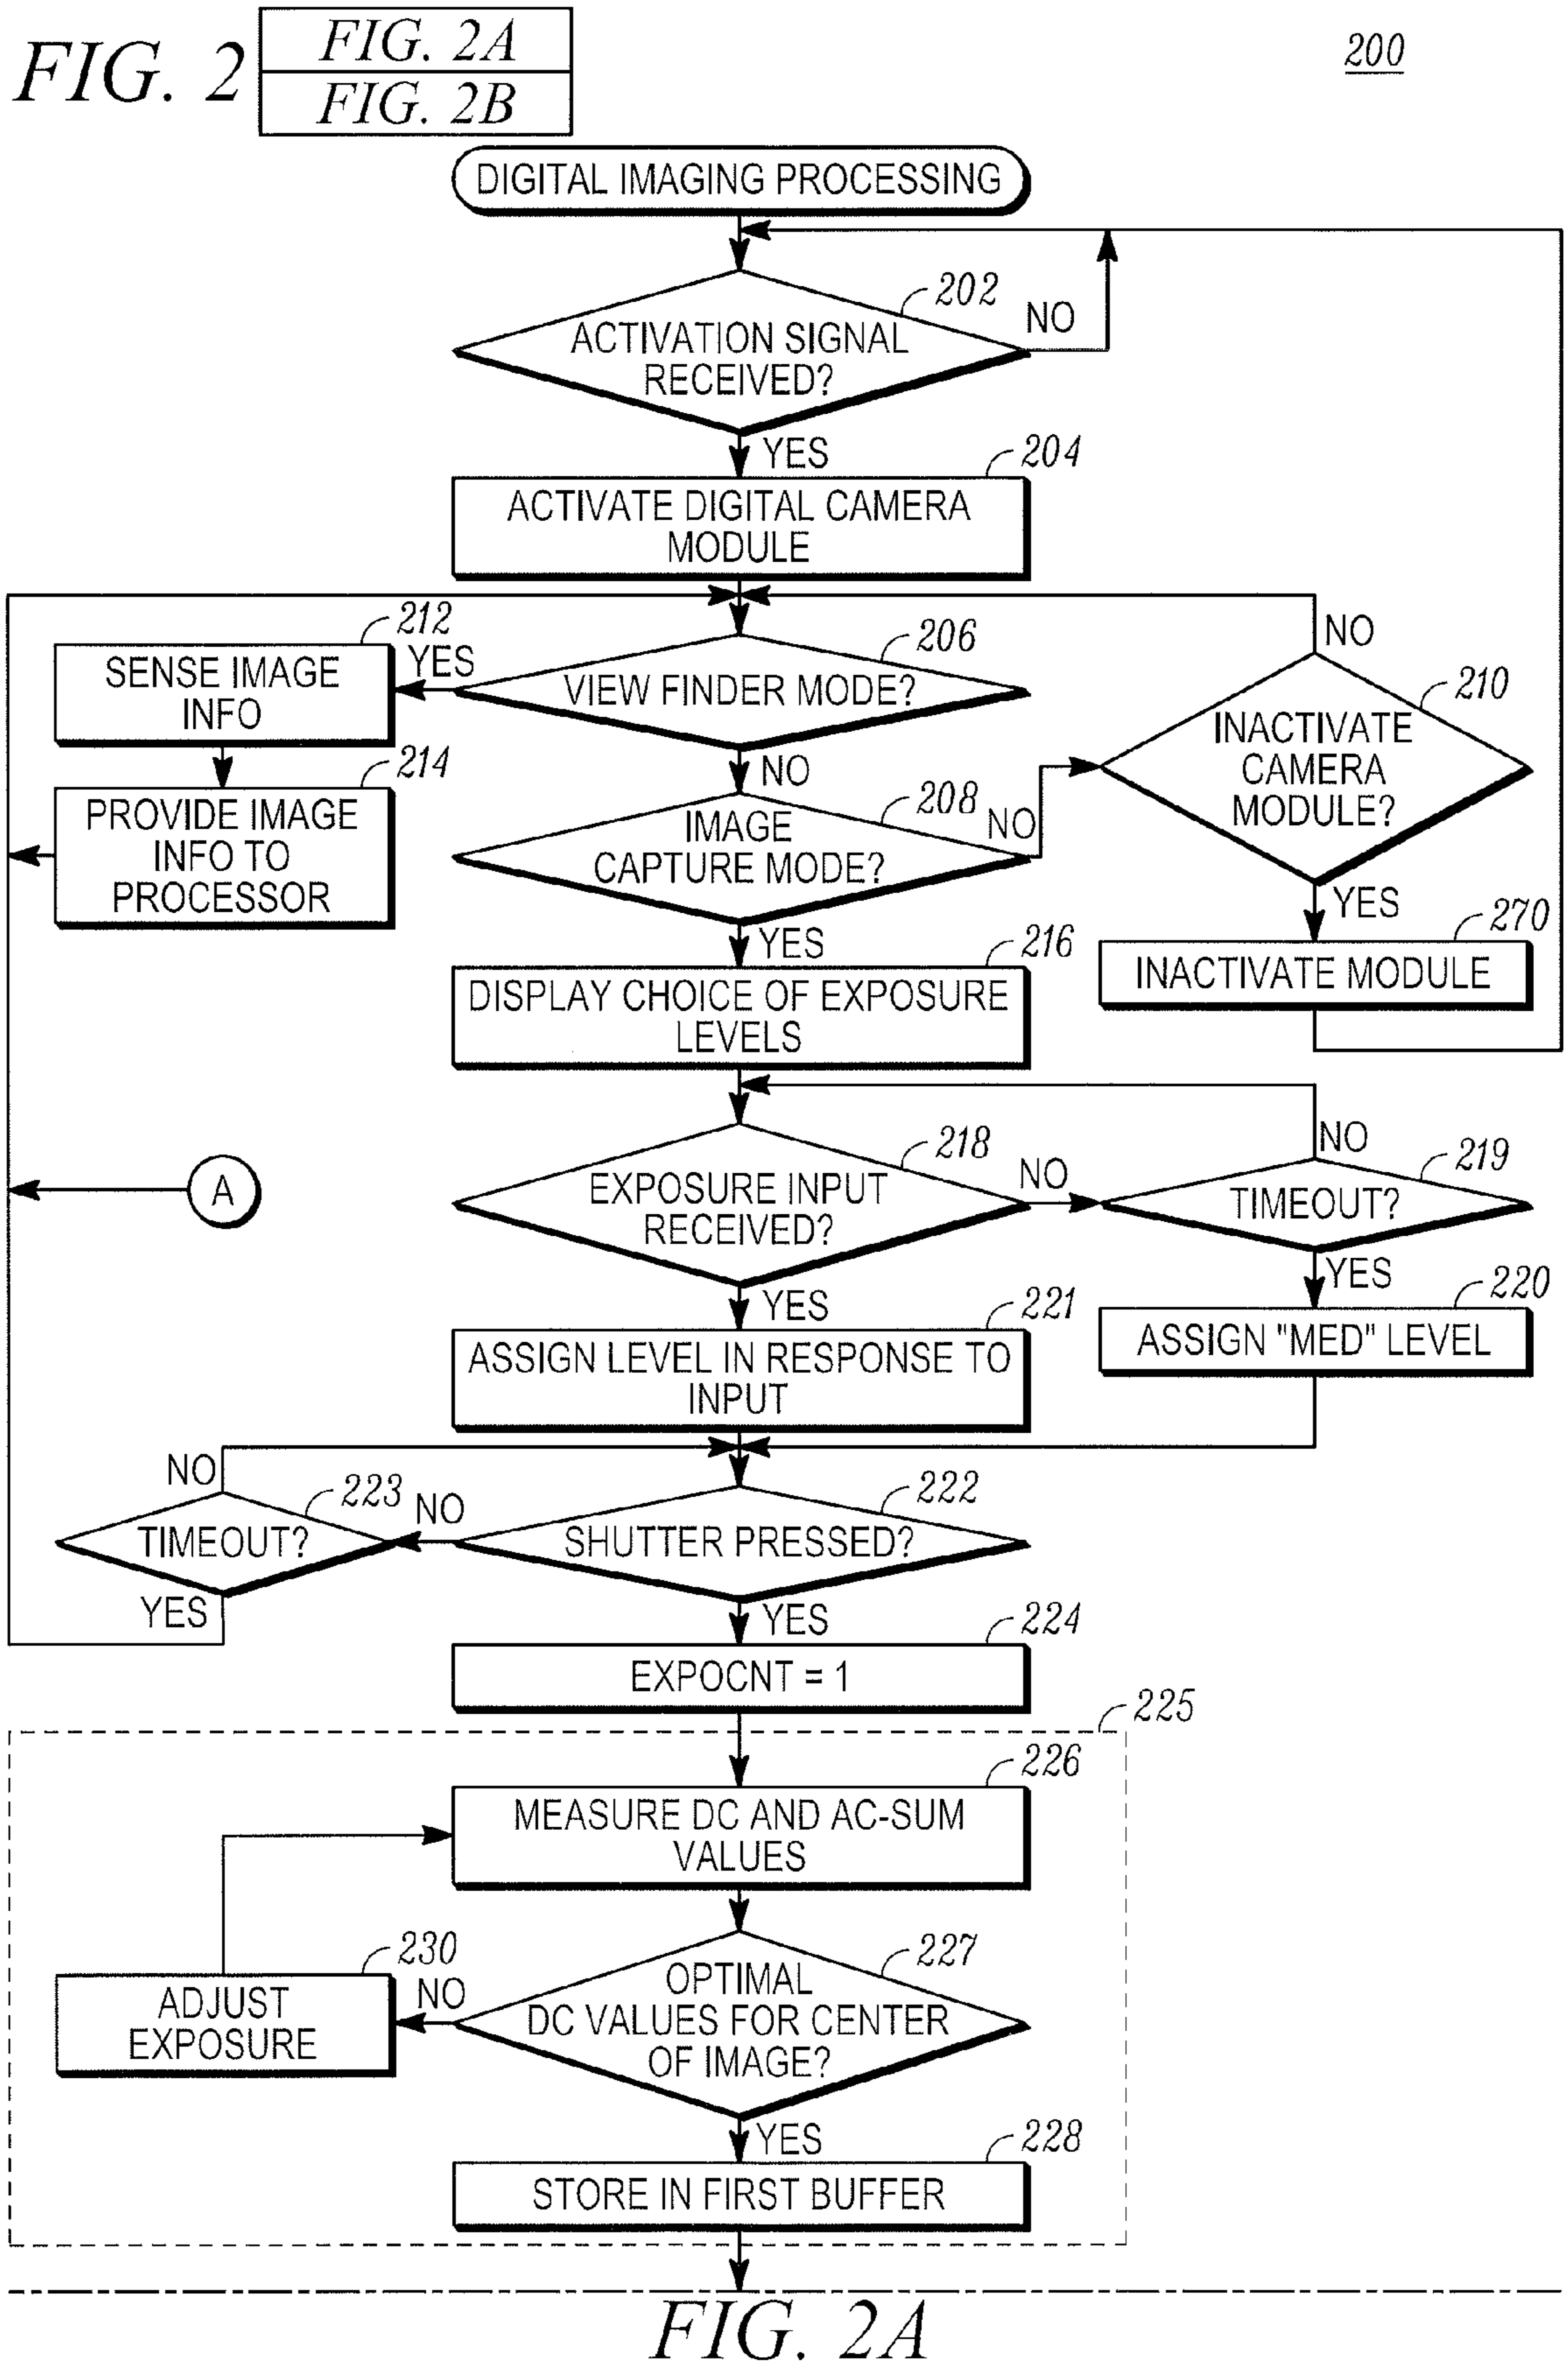 FIG. 2
FIG. 2A
FIG. 2B
200
DIGITAL IMAGING PROCESSING
202
NO
ACTIVATION SIGNAL
RECEIVED?
YES
204
ACTIVATE DIGITAL CAMERA
MODULE
212
SENSE IMAGE
INFO
YES
206
VIEW FINDER MODE?
NO
210
INACTIVATE
CAMERA
MODULE?
NO
214
PROVIDE IMAGE
INFO TO
PROCESSOR
208
NO
IMAGE
CAPTURE MODE?
YES
YES
216
DISPLAY CHOICE OF EXPOSURE
LEVELS
270
INACTIVATE MODULE
A
218
EXPOSURE INPUT
RECEIVED?
NO
NO
219
TIMEOUT?
YES
221
ASSIGN LEVEL IN RESPONSE TO
INPUT
YES
220
ASSIGN "MED" LEVEL
NO
223
TIMEOUT?
YES
NO
222
SHUTTER PRESSED?
YES
224
EXPOCNT = 1
225
226
MEASURE DC AND AC-SUM
VALUES
230
ADJUST
EXPOSURE
NO
227
OPTIMAL
DC VALUES FOR CENTER
OF IMAGE?
YES
228
STORE IN FIRST BUFFER
FIG. 2A